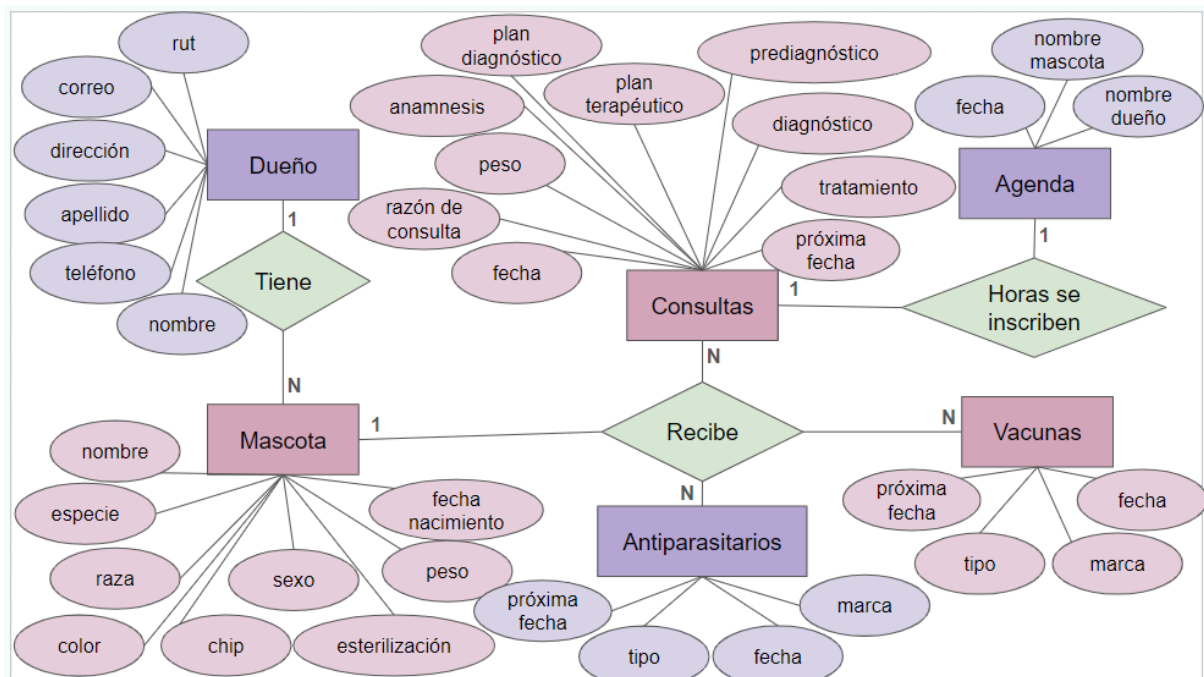 rut
correo
dirección
apellido
teléfono
nombre
Dueño
1
Tiene
N
plan
diagnóstico
plan
terapéutico
prediagnóstico
anamnesis
diagnóstico
peso
tratamiento
razón de
consulta
próxima
fecha
fecha
Consultas
1
N
nombre
mascota
fecha
nombre
dueño
Agenda
1
Horas se
inscriben
Mascota
1
Recibe
N
Vacunas
N
nombre
especie
raza
color
chip
sexo
esterilización
peso
fecha
nacimiento
Antiparasitarios
próxima
fecha
tipo
fecha
marca
próxima
fecha
tipo
marca
fecha